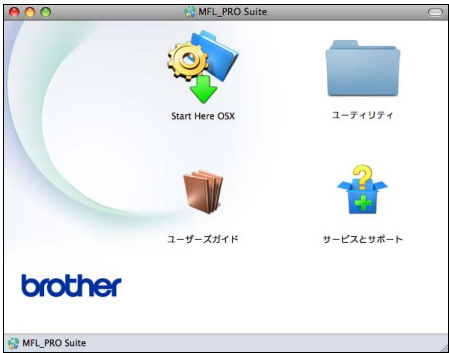 MFL_PRO Suite
Start Here OSX
ユーティリティ
ユーザーズガイド
サービスとサポート
brother
MFL_PRO Suite